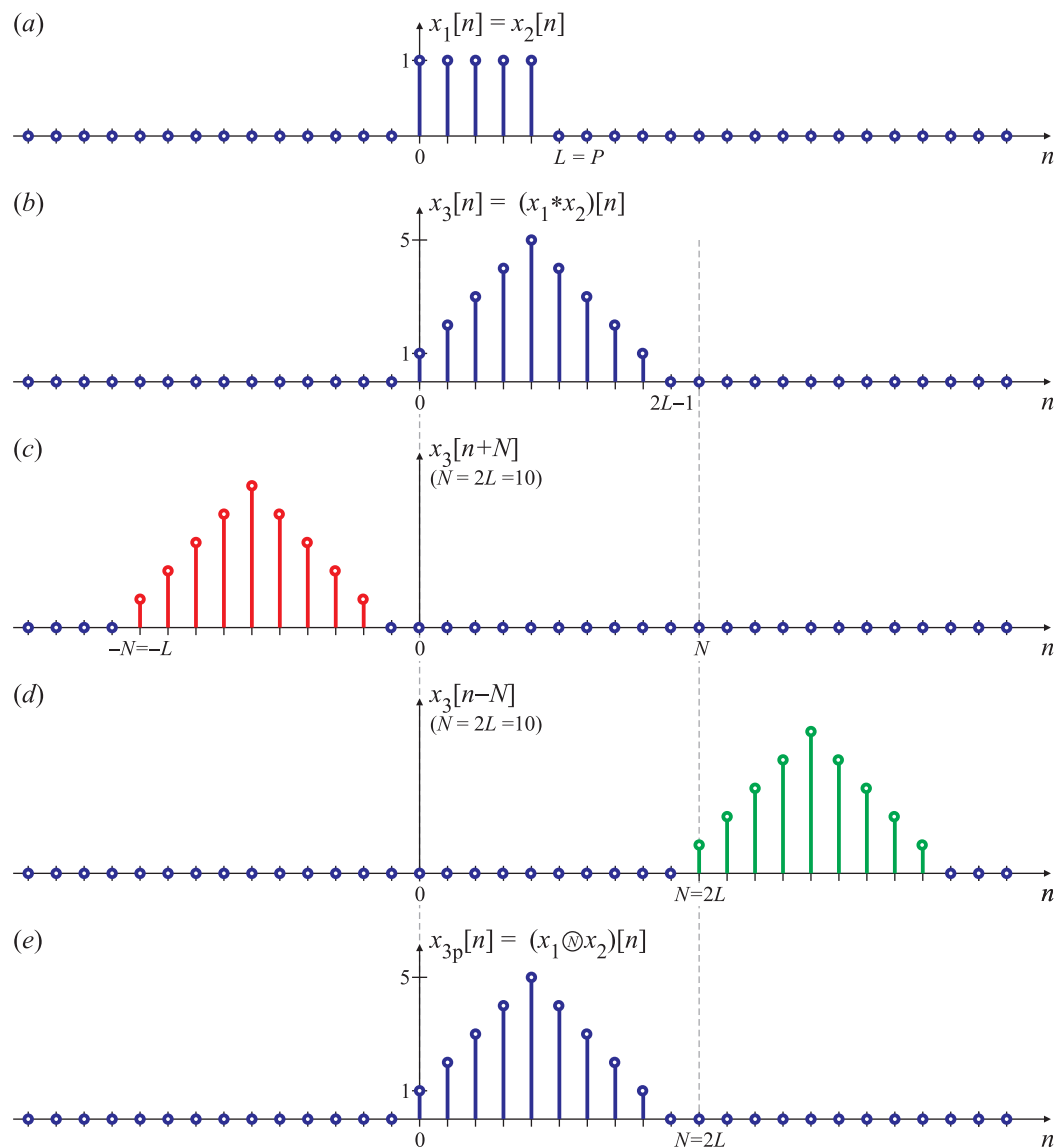 (a)
x₁[n] = x₂[n]
1
0
L = P
n
(b)
x₃[n] = (x₁*x₂)[n]
5
1
0
2L−1
n
(c)
x₃[n+N]
(N = 2L =10)
−N=−L
0
N
n
(d)
x₃[n−N]
(N = 2L =10)
0
N=2L
n
(e)
x₃ₚ[n] = (x₁Ⓝx₂)[n]
5
1
0
N=2L
n